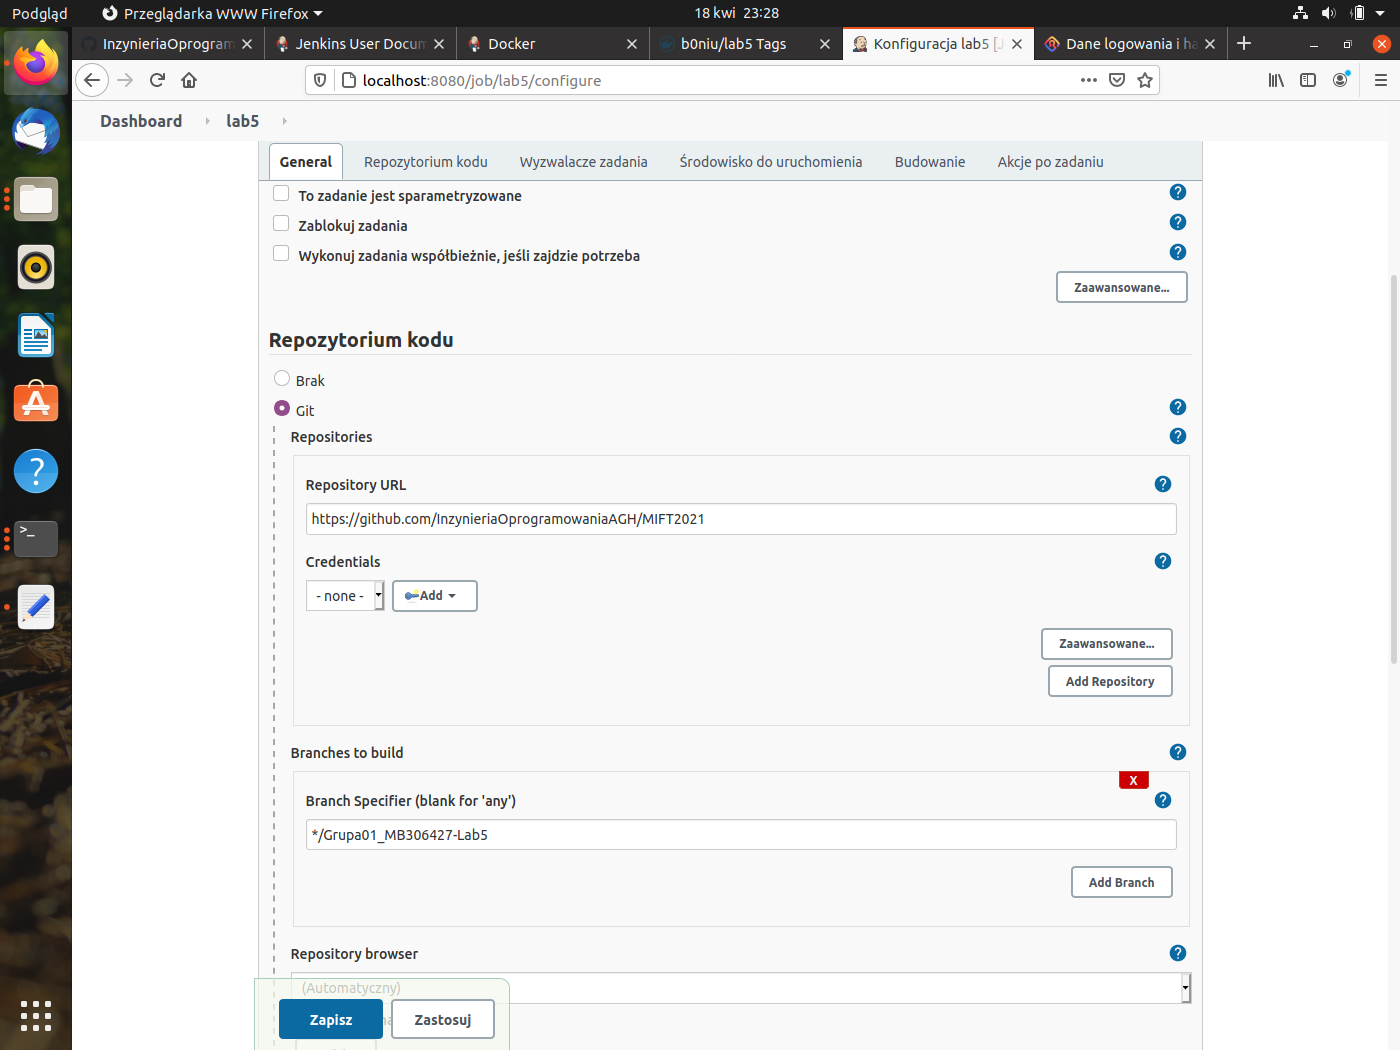 Podgląd
Przeglądarka WWW Firefox
18 kwi 23:28
InzynieriaOprogram
Jenkins User Docum
Docker
b0niu/lab5 Tags
Konfiguracja lab5 [J
Dane logowania i ha
localhost:8080/job/lab5/configure
Dashboard
lab5
General
Repozytorium kodu
Wyzwalacze zadania
Środowisko do uruchomienia
Budowanie
Akcje po zadaniu
To zadanie jest sparametryzowane
Zablokuj zadania
Wykonuj zadania współbieżnie, jeśli zajdzie potrzeba
Zaawansowane...
Repozytorium kodu
Brak
Git
Repositories
Repository URL
https://github.com/InzynieriaOprogramowaniaAGH/MIFT2021
Credentials
- none -
Add
Zaawansowane...
Add Repository
Branches to build
X
Branch Specifier (blank for 'any')
*/Grupa01_MB306427-Lab5
Add Branch
Repository browser
(Automatyczny)
Zapisz
Zastosuj